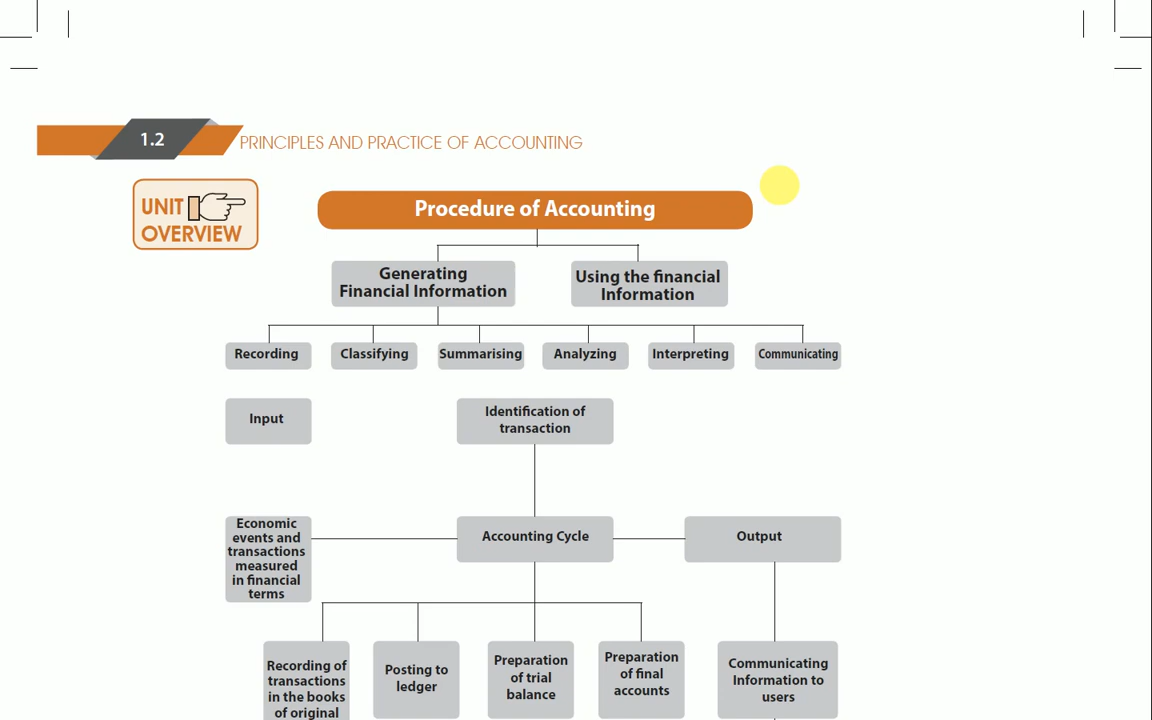 1.2
PRINCIPLES AND PRACTICE OF ACCOUNTING
UNIT
OVERVIEW
Procedure of Accounting
Generating
Financial Information
Using the financial
Information
Recording
Classifying
Summarising
Analyzing
Interpreting
Communicating
Input
Identification of
transaction
Economic
events and
transactions
measured
in financial
terms
Accounting Cycle
Output
Recording of
transactions
in the books
of original
Posting to
ledger
Preparation
of trial
balance
Preparation
of final
accounts
Communicating
Information to
users